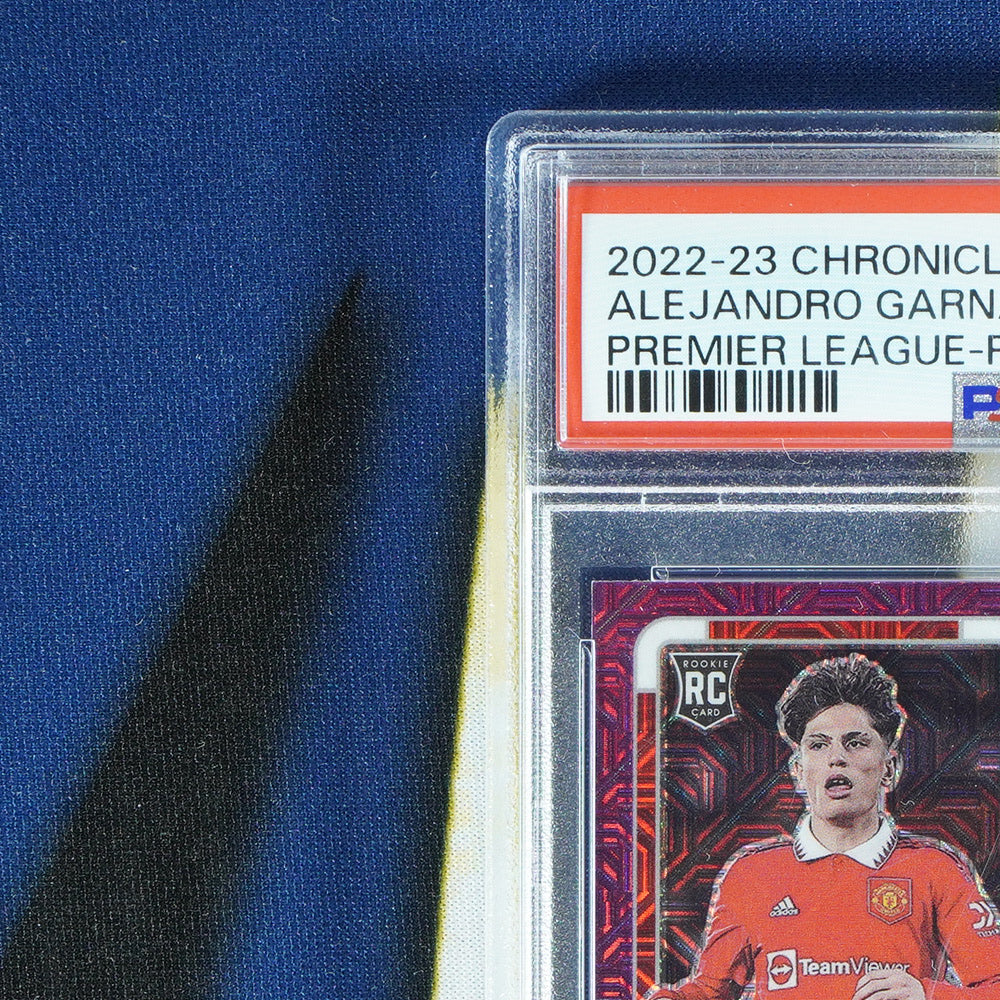 2022-23 CHRONICL
ALEJANDRO GARN
PREMIER LEAGUE-
ROOKIE
RC
CARD
adidas
TeamViewer